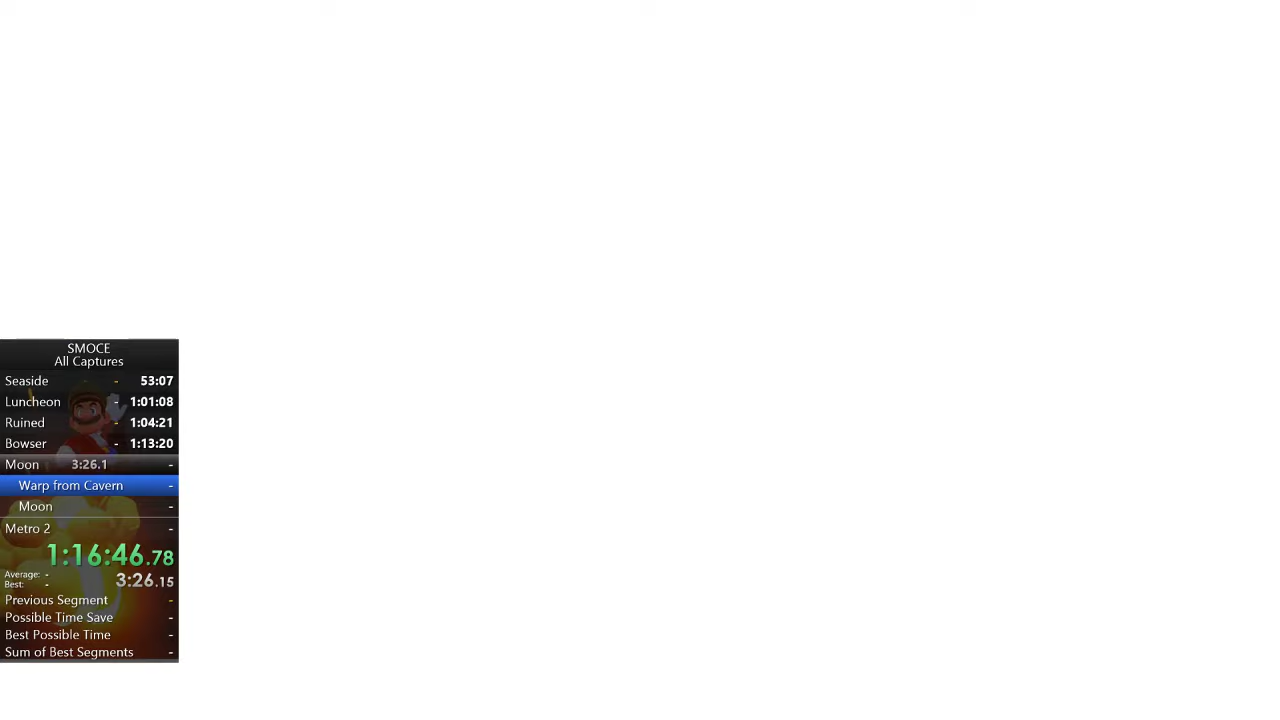 SMOCE
All Captures
Seaside - 53:07
Luncheon - 1:01:08
Ruined - 1:04:21
Bowser - 1:13:20
Moon 3:26.1 -
Warp from Cavern -
Moon -
Metro 2 -
1:16:46.78
Average: -
Best: -
3:26.15
Previous Segment -
Possible Time Save -
Best Possible Time -
Sum of Best Segments -